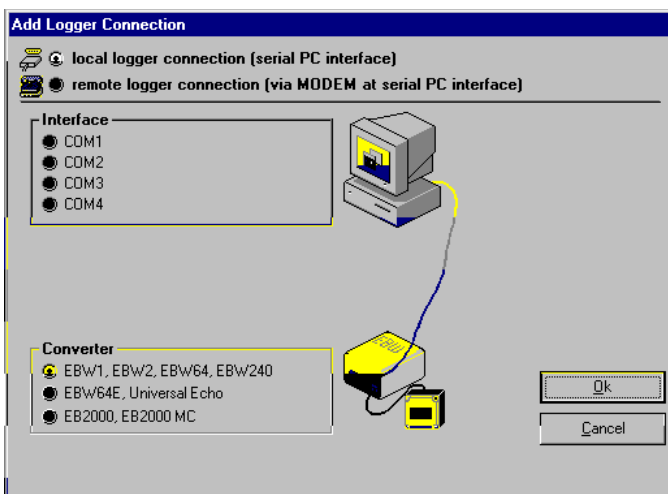 Add Logger Connection
local logger connection (serial PC interface)
remote logger connection (via MODEM at serial PC interface)
Interface
COM1
COM2
COM3
COM4
EBW
Converter
EBW1, EBW2, EBW64, EBW240
EBW64E, Universal Echo
EB2000, EB2000 MC
Ok
Cancel